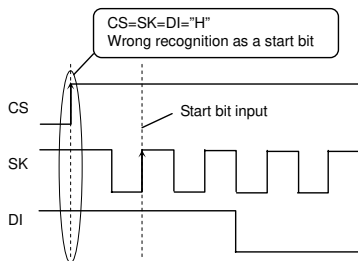 CS=SK=DI="H"
Wrong recognition as a start bit
CS
Start bit input
SK
DI